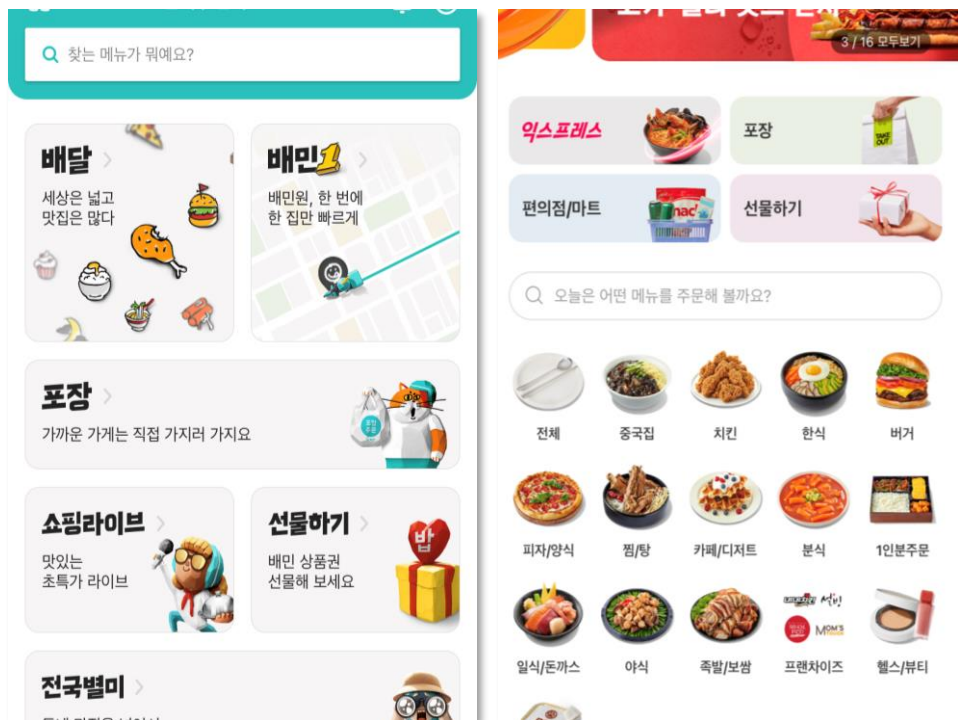 찾는 메뉴가 뭐예요?
배달
세상은 넓고
맛집은 많다
배민1
배민원, 한 번에
한 집만 빠르게
포장
가까운 가게는 직접 가지러 가지요
쇼핑라이브
맛있는
초특가 라이브
선물하기
배민 상품권
선물해 보세요
밥
전국별미
3 / 16 모두보기
익스프레스
포장
TAKE
OUT
편의점/마트
선물하기
오늘은 어떤 메뉴를 주문해 볼까요?
전체
중국집
치킨
한식
버거
피자/양식
찜/탕
카페/디저트
분식
1인분주문
일식/돈까스
야식
족발/보쌈
프랜차이즈
헬스/뷰티
설빙
MOM'S